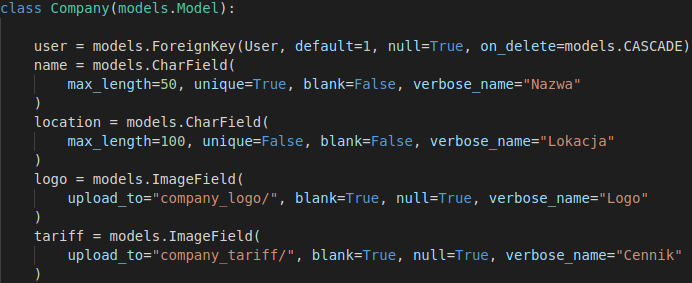 class Company(models.Model):
user = models.ForeignKey(User, default=1, null=True, on_delete=models.CASCADE)
name = models.CharField(
max_length=50, unique=True, blank=False, verbose_name="Nazwa"
)
location = models.CharField(
max_length=100, unique=False, blank=False, verbose_name="Lokacja"
)
logo = models.ImageField(
upload_to="company_logo/", blank=True, null=True, verbose_name="Logo"
)
tariff = models.ImageField(
upload_to="company_tariff/", blank=True, null=True, verbose_name="Cennik"
)